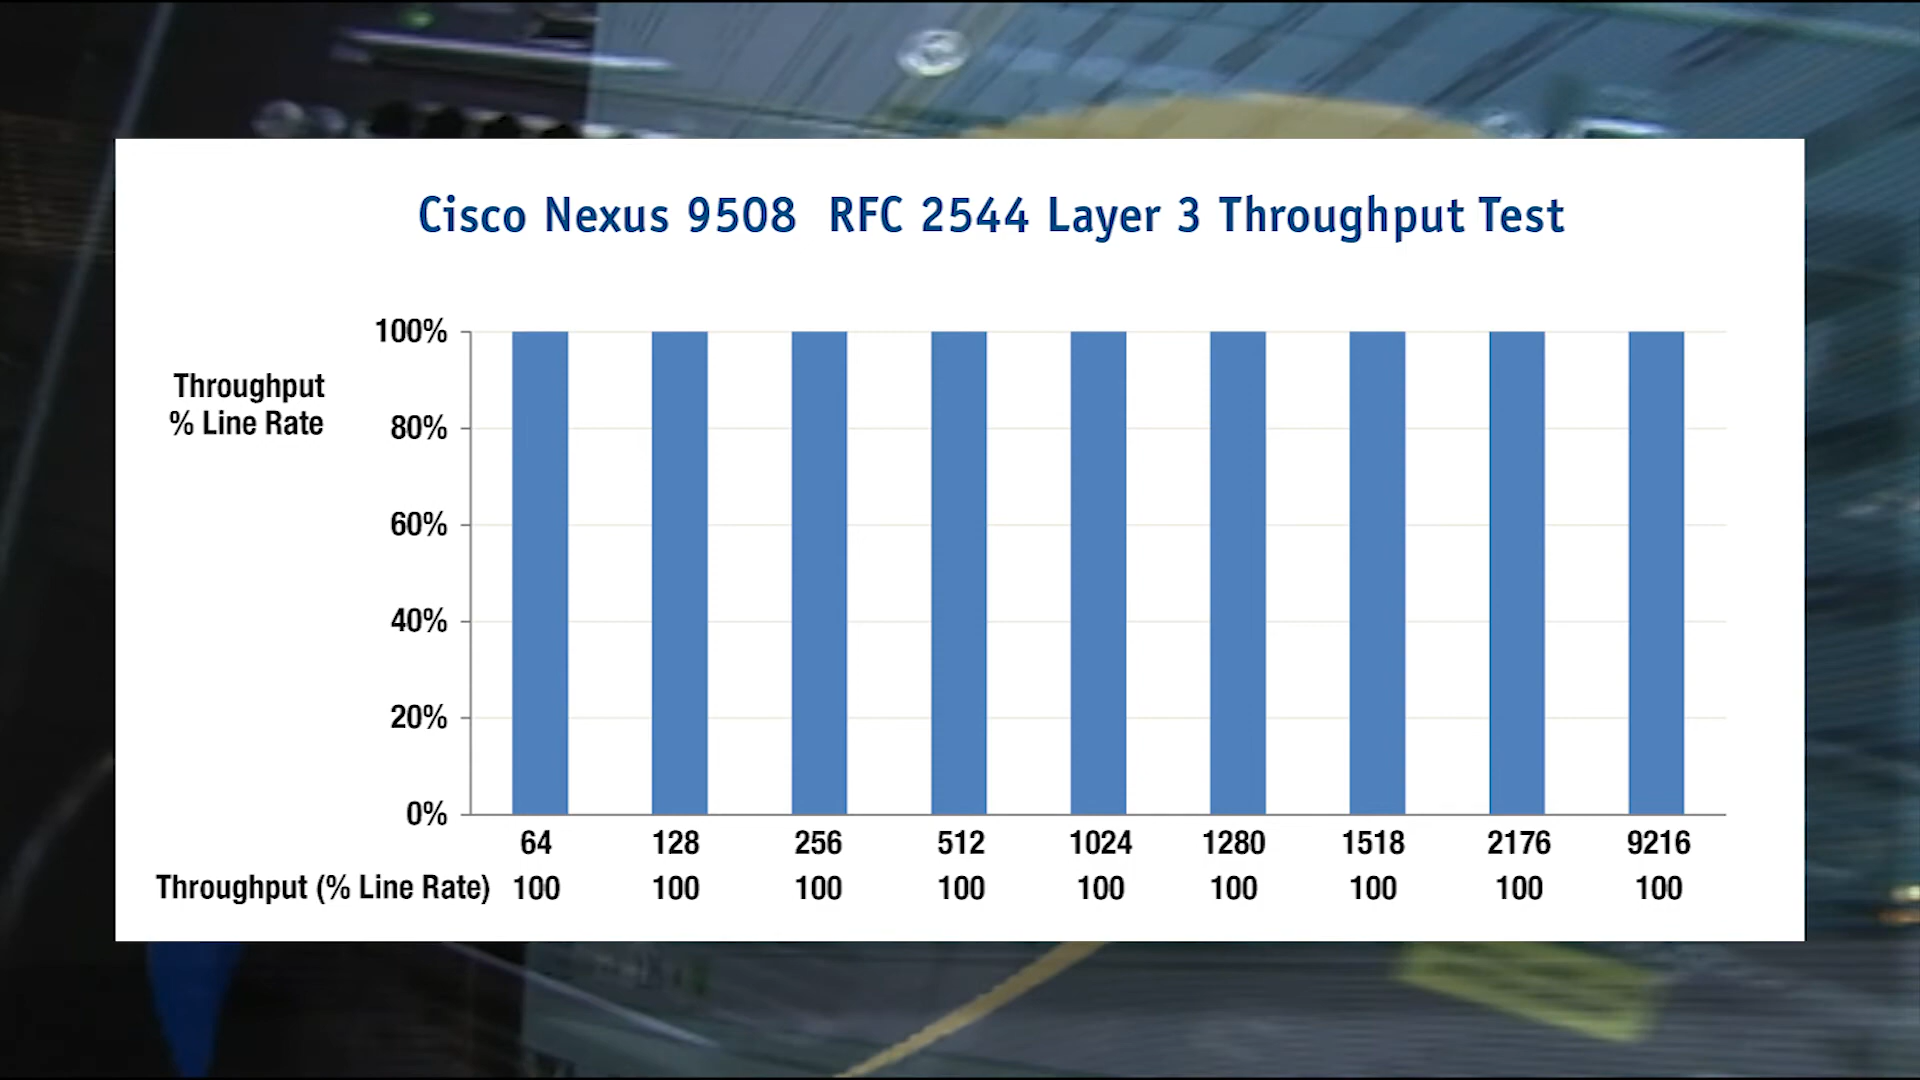 Cisco Nexus 9508 RFC 2544 Layer 3 Throughput Test
Throughput
% Line Rate
100%
80%
60%
40%
20%
0%
64 128 256 512 1024 1280 1518 2176 9216
Throughput (% Line Rate) 100 100 100 100 100 100 100 100 100